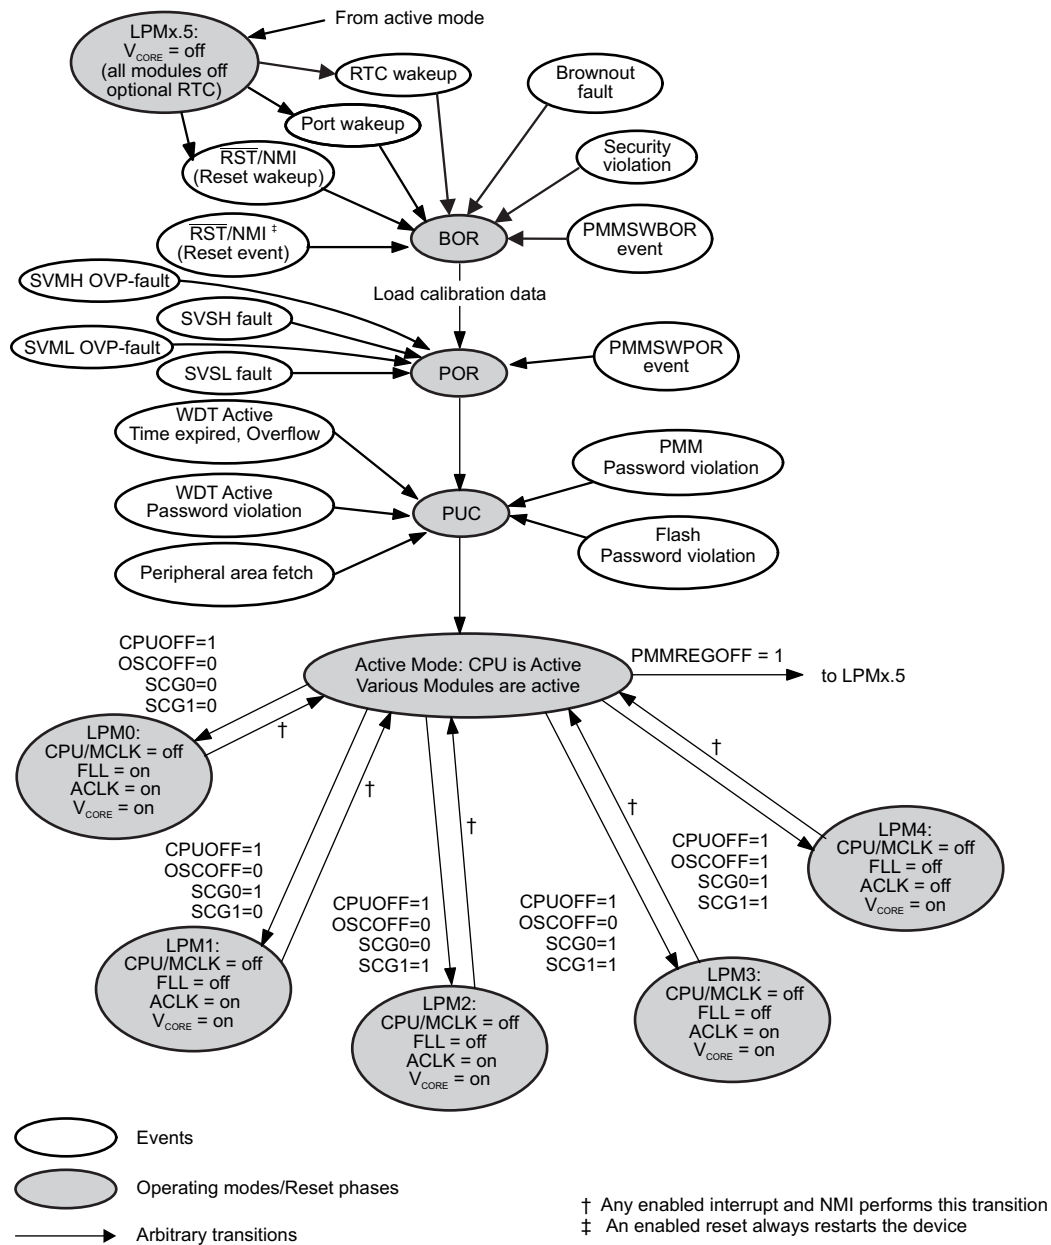 LPMx.5:
VCORE = off
(all modules off
optional RTC)
From active mode
RTC wakeup
Brownout
fault
Port wakeup
RST/NMI
(Reset wakeup)
Security
violation
RST/NMI ‡
(Reset event)
BOR
PMMSWBOR
event
SVMH OVP-fault
Load calibration data
SVSH fault
SVML OVP-fault
SVSL fault
POR
PMMSWPOR
event
WDT Active
Time expired, Overflow
PMM
Password violation
WDT Active
Password violation
PUC
Flash
Password violation
Peripheral area fetch
CPUOFF=1
OSCOFF=0
SCG0=0
SCG1=0
Active Mode: CPU is Active
Various Modules are active
PMMREGOFF = 1
to LPMx.5
LPM0:
CPU/MCLK = off
FLL = on
ACLK = on
VCORE = on
†
†
†
†
†
CPUOFF=1
OSCOFF=0
SCG0=1
SCG1=0
CPUOFF=1
OSCOFF=0
SCG0=0
SCG1=1
CPUOFF=1
OSCOFF=0
SCG0=1
SCG1=1
CPUOFF=1
OSCOFF=1
SCG0=1
SCG1=1
LPM4:
CPU/MCLK = off
FLL = off
ACLK = off
VCORE = on
LPM1:
CPU/MCLK = off
FLL = off
ACLK = on
VCORE = on
LPM2:
CPU/MCLK = off
FLL = off
ACLK = on
VCORE = on
LPM3:
CPU/MCLK = off
FLL = off
ACLK = on
VCORE = on
Events
Operating modes/Reset phases
Arbitrary transitions
† Any enabled interrupt and NMI performs this transition
‡ An enabled reset always restarts the device